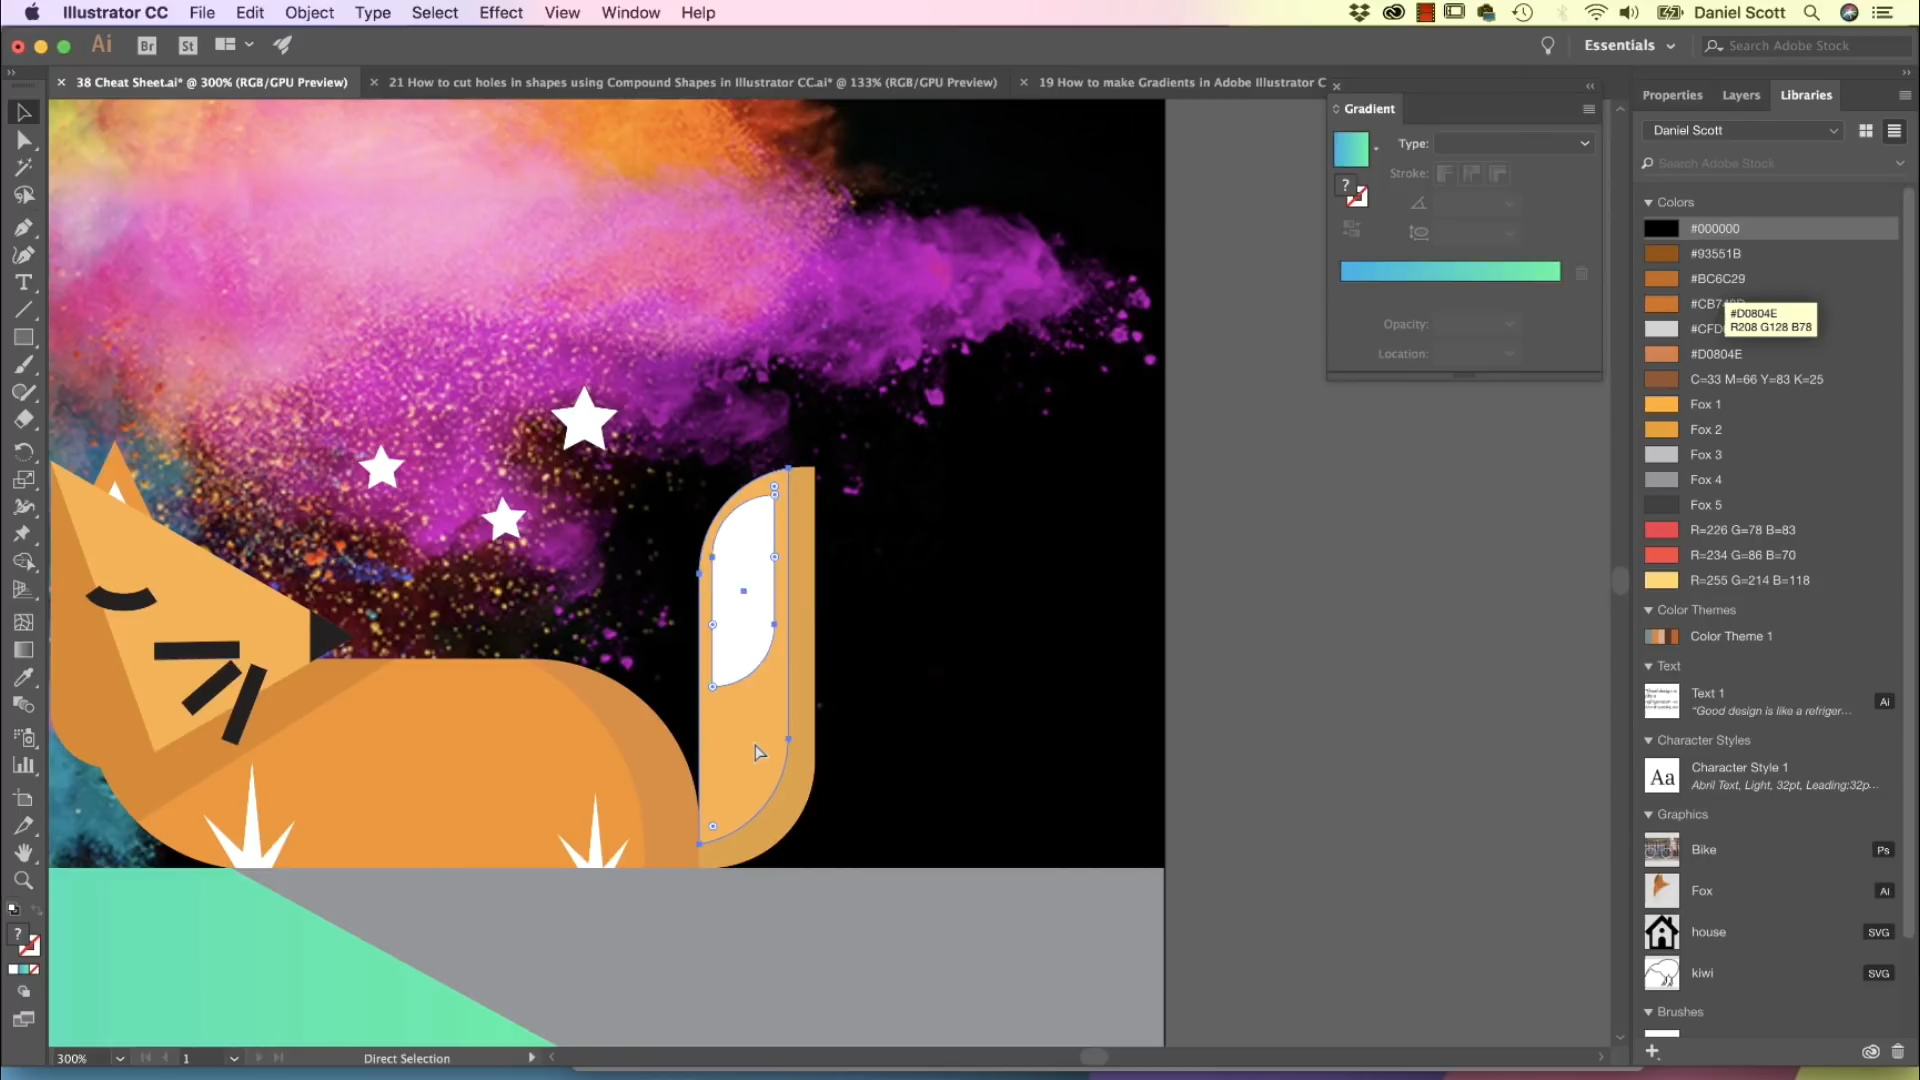 Illustrator CC File Edit Object Type Select Effect View Window Help
Daniel Scott
Ai Br St
Essentials
Search Adobe Stock
38 Cheat Sheet.ai* @ 300% (RGB/GPU Preview)
21 How to cut holes in shapes using Compound Shapes in Illustrator CC.ai* @ 133% (RGB/GPU Preview)
19 How to make Gradients in Adobe Illustrator C
Gradient
Type:
Stroke:
?
Opacity:
Location:
Properties Layers Libraries
Daniel Scott
Search Adobe Stock
Colors
#000000
#93551B
#BC6C29
#CB7
#D0804E
R208 G128 B78
#CFD
#D0804E
C=33 M=66 Y=83 K=25
Fox 1
Fox 2
Fox 3
Fox 4
Fox 5
R=226 G=78 B=83
R=234 G=86 B=70
R=255 G=214 B=118
Color Themes
Color Theme 1
Text
Text 1
Ai
"Good design is like a refriger...
Character Styles
Aa
Character Style 1
Abril Text, Light, 32pt, Leading:32p...
Graphics
Bike
Ps
Fox
Ai
house
SVG
kiwi
SVG
Brushes
?
300%
1
Direct Selection